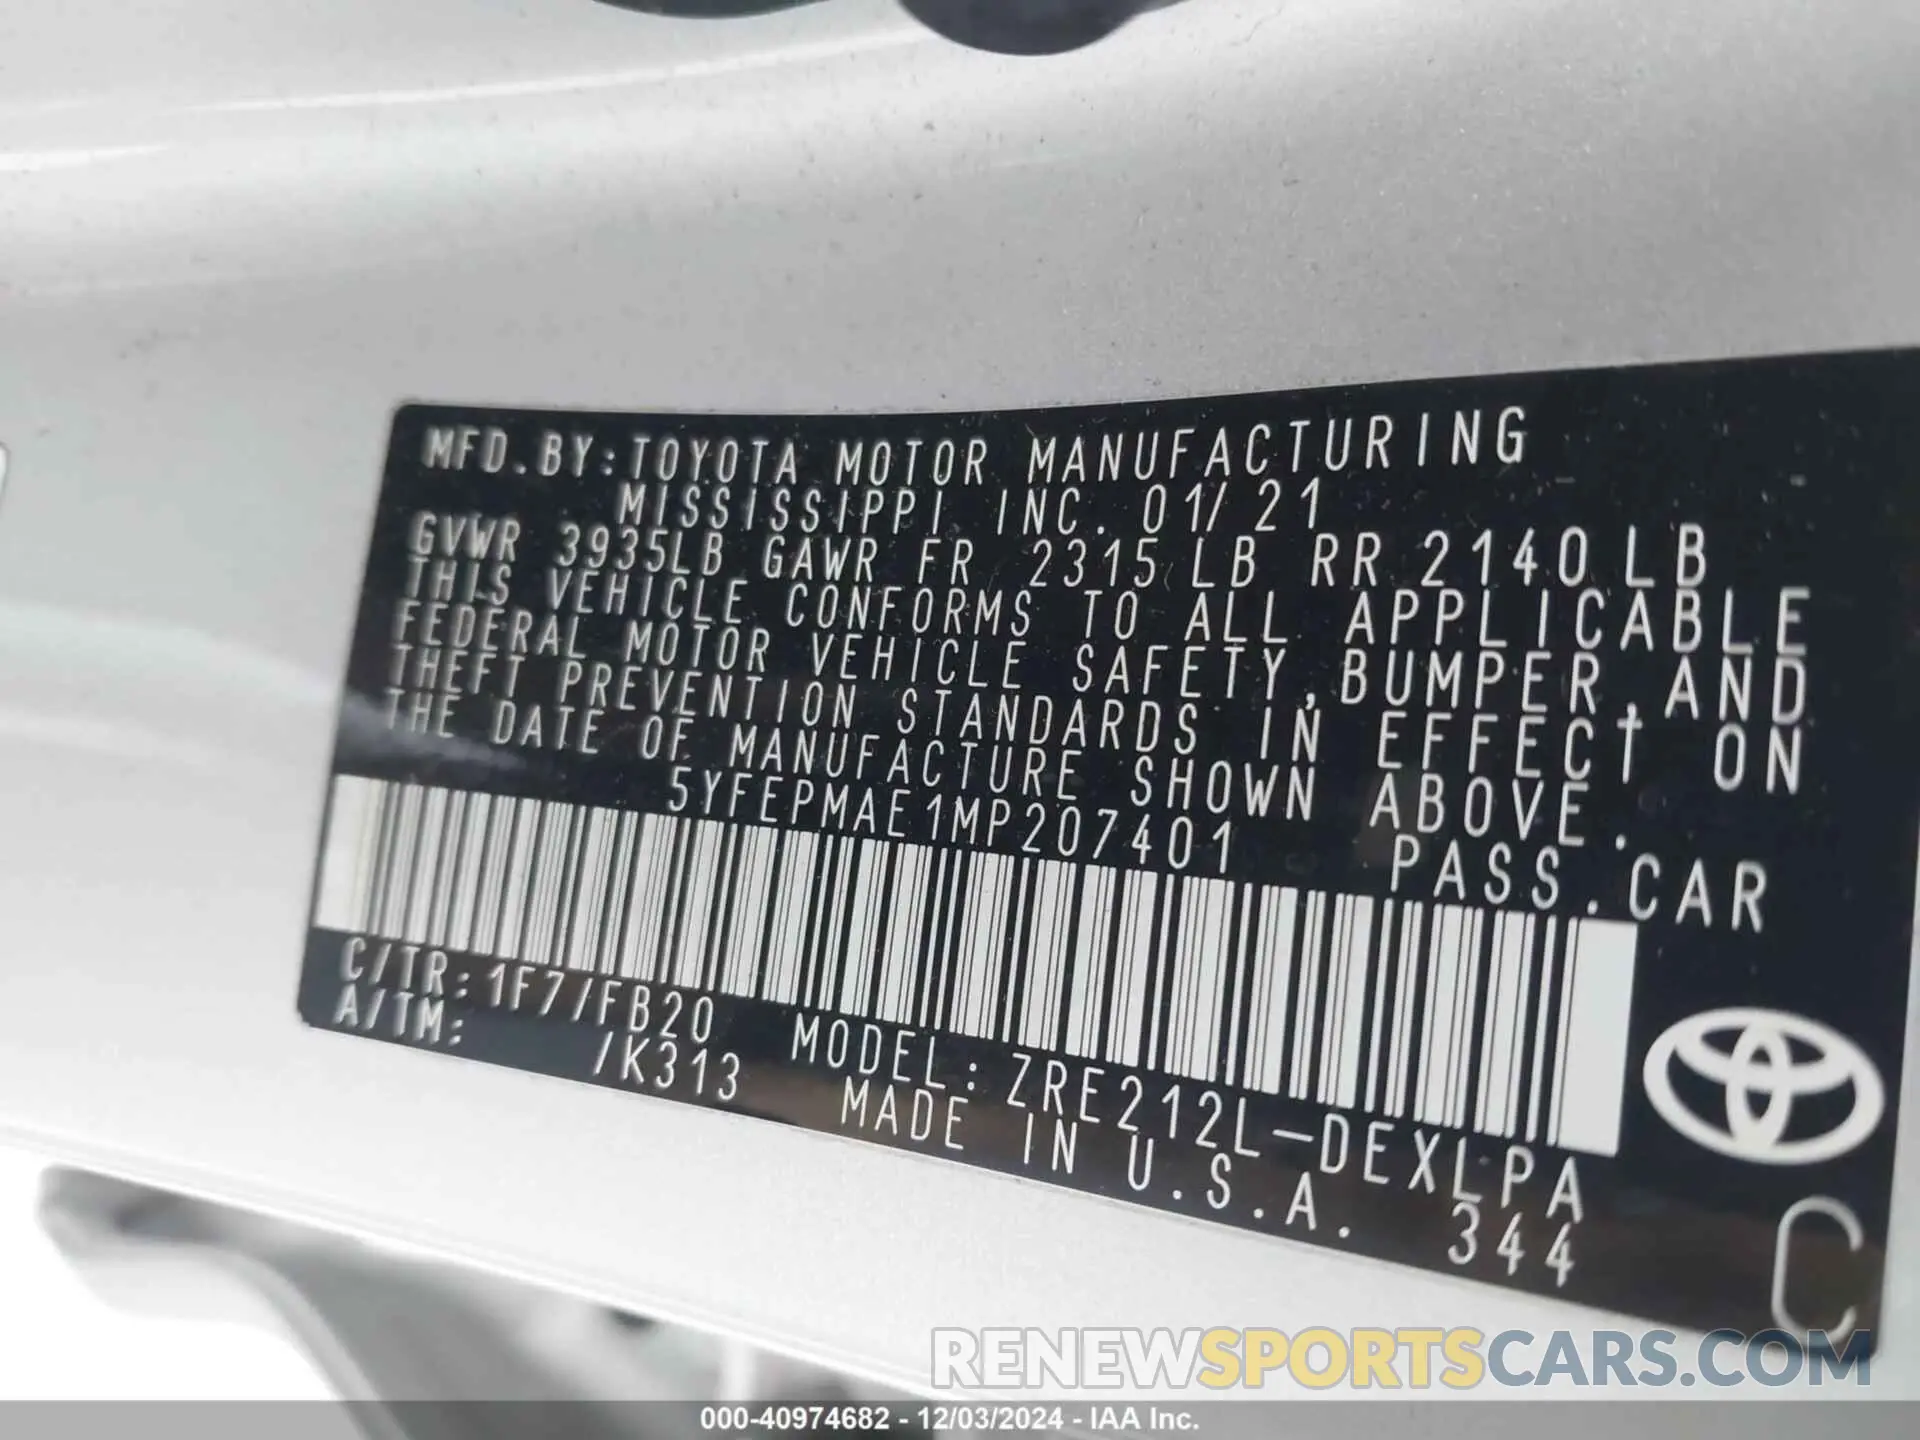 MFD.BY:TOYOTA MOTOR MANUFACTURING
MISSISSIPPI INC. 01/21
GVWR 3935LB GAWR FR 2315LB RR 2140LB
THIS VEHICLE CONFORMS TO ALL APPLICABLE
FEDERAL MOTOR VEHICLE SAFETY,BUMPER,AND
THEFT PREVENTION STANDARDS IN EFFECT ON
THE DATE OF MANUFACTURE SHOWN ABOVE.
5YFEPMAE1MP207401 PASS.CAR
C/TR:1F7/FB20 MODEL:ZRE212L-DEXLPA
A/TM: /K313 MADE IN U.S.A. 344
C
RENEWSPORTSCARS.COM
000-40974682 - 12/03/2024 - IAA Inc.